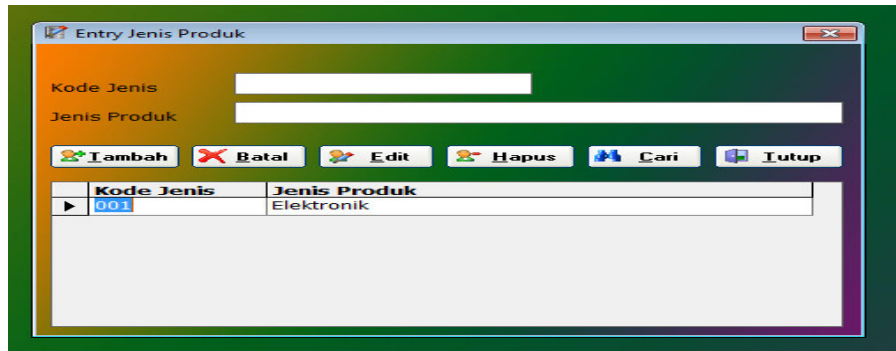 Entry Jenis Produk
Kode Jenis
Jenis Produk
Tambah Batal Edit Hapus Cari Tutup
Kode Jenis Jenis Produk
001 Elektronik